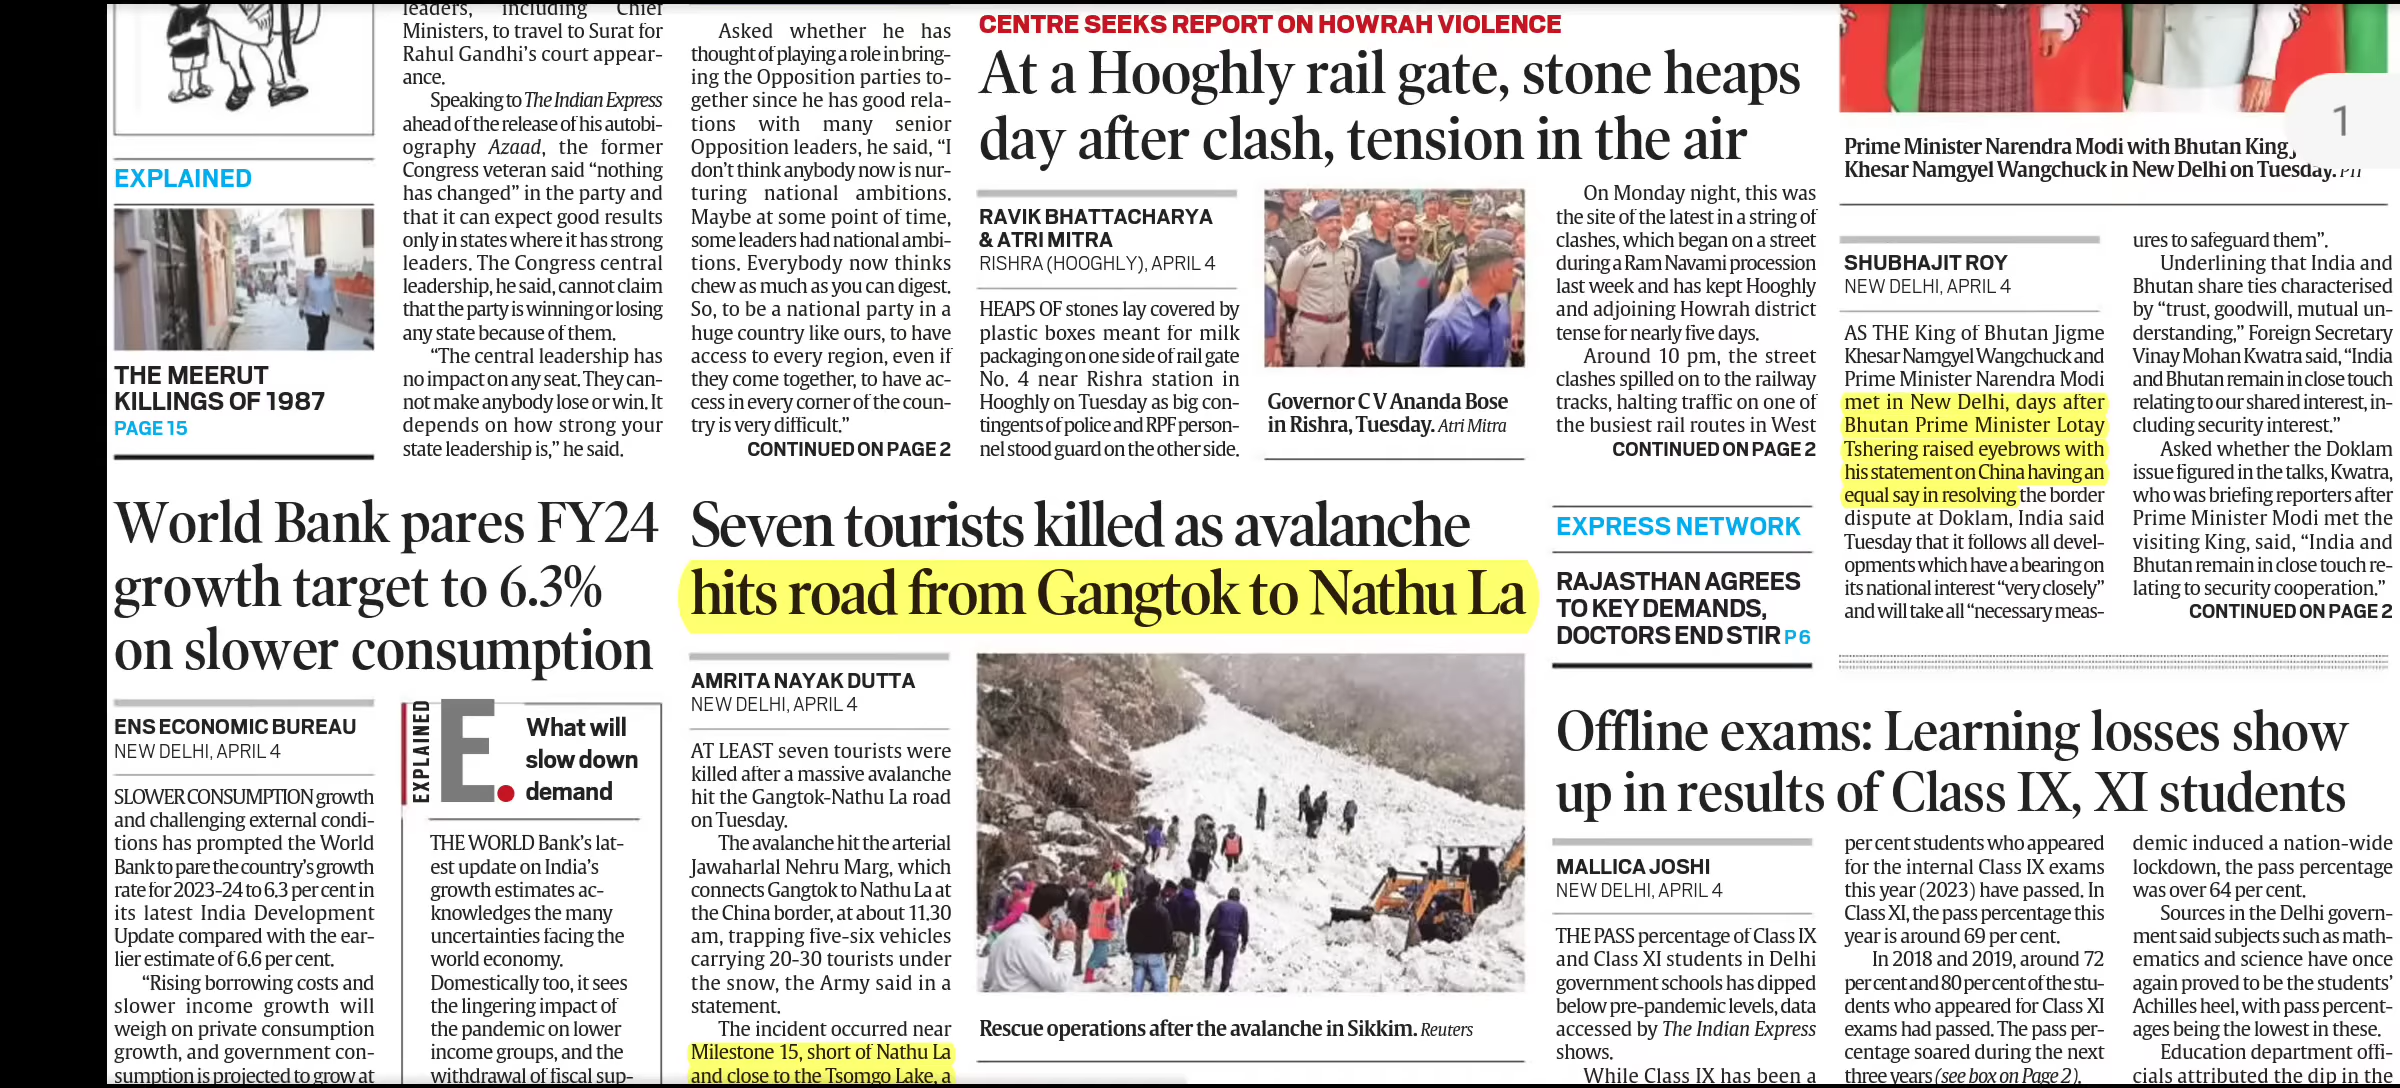 leaders, including Chief
Ministers, to travel to Surat for
Rahul Gandhi's court appear-
ance.
Speaking to The Indian Express
ahead of the release of his autobi-
ography Azaad, the former
Congress veteran said “nothing
has changed” in the party and
that it can expect good results
only in states where it has strong
leaders. The Congress central
leadership, he said, cannot claim
that the party is winning or losing
any state because of them.
“The central leadership has
no impact on any seat. They can-
not make anybody lose or win. It
depends on how strong your
state leadership is,” he said.
Asked whether he has
thought of playing a role in bring-
ing the Opposition parties to-
gether since he has good rela-
tions with many senior
Opposition leaders, he said, “I
don't think anybody now is nur-
turing national ambitions.
Maybe at some point of time,
some leaders had national ambi-
tions. Everybody now thinks
chew as much as you can digest.
So, to be a national party in a
huge country like ours, to have
access to every region, even if
they come together, to have ac-
cess in every corner of the coun-
try is very difficult.”
CONTINUED ON PAGE 2
EXPLAINED
THE MEERUT
KILLINGS OF 1987
PAGE 15
CENTRE SEEKS REPORT ON HOWRAH VIOLENCE
At a Hooghly rail gate, stone heaps
day after clash, tension in the air
RAVIK BHATTACHARYA
& ATRI MITRA
RISHRA (HOOGHLY), APRIL 4
HEAPS OF stones lay covered by
plastic boxes meant for milk
packaging on one side of rail gate
No. 4 near Rishra station in
Hooghly on Tuesday as big con-
tingents of police and RPF person-
nel stood guard on the other side.
Governor C V Ananda Bose
in Rishra, Tuesday. Atri Mitra
On Monday night, this was
the site of the latest in a string of
clashes, which began on a street
during a Ram Navami procession
last week and has kept Hooghly
and adjoining Howrah district
tense for nearly five days.
Around 10 pm, the street
clashes spilled on to the railway
tracks, halting traffic on one of
the busiest rail routes in West
CONTINUED ON PAGE 2
1
Prime Minister Narendra Modi with Bhutan King
Khesar Namgyel Wangchuck in New Delhi on Tuesday. PTI
SHUBHAJIT ROY
NEW DELHI, APRIL 4
AS THE King of Bhutan Jigme
Khesar Namgyel Wangchuck and
Prime Minister Narendra Modi
met in New Delhi, days after
Bhutan Prime Minister Lotay
Tshering raised eyebrows with
his statement on China having an
equal say in resolving the border
dispute at Doklam, India said
Tuesday that it follows all devel-
opments which have a bearing on
its national interest “very closely”
and will take all “necessary meas-
ures to safeguard them”.
Underlining that India and
Bhutan share ties characterised
by “trust, goodwill, mutual un-
derstanding,” Foreign Secretary
Vinay Mohan Kwatra said, “India
and Bhutan remain in close touch
relating to our shared interest, in-
cluding security interest.”
Asked whether the Doklam
issue figured in the talks, Kwatra,
who was briefing reporters after
Prime Minister Modi met the
visiting King, said, “India and
Bhutan remain in close touch re-
lating to security cooperation.”
CONTINUED ON PAGE 2
World Bank pares FY24
growth target to 6.3%
on slower consumption
ENS ECONOMIC BUREAU
NEW DELHI, APRIL 4
SLOWER CONSUMPTION growth
and challenging external condi-
tions has prompted the World
Bank to pare the country's growth
rate for 2023-24 to 6.3 per cent in
its latest India Development
Update compared with the ear-
lier estimate of 6.6 per cent.
“Rising borrowing costs and
slower income growth will
weigh on private consumption
growth, and government con-
sumption is projected to grow at
EXPLAINED
E.
What will
slow down
demand
THE WORLD Bank's lat-
est update on India's
growth estimates ac-
knowledges the many
uncertainties facing the
world economy.
Domestically too, it sees
the lingering impact of
the pandemic on lower
income groups, and the
withdrawal of fiscal sup-
Seven tourists killed as avalanche
hits road from Gangtok to Nathu La
AMRITA NAYAK DUTTA
NEW DELHI, APRIL 4
AT LEAST seven tourists were
killed after a massive avalanche
hit the Gangtok-Nathu La road
on Tuesday.
The avalanche hit the arterial
Jawaharlal Nehru Marg, which
connects Gangtok to Nathu La at
the China border, at about 11.30
am, trapping five-six vehicles
carrying 20-30 tourists under
the snow, the Army said in a
statement.
The incident occurred near
Milestone 15, short of Nathu La
and close to the Tsomgo Lake, a
Rescue operations after the avalanche in Sikkim. Reuters
EXPRESS NETWORK
RAJASTHAN AGREES
TO KEY DEMANDS,
DOCTORS END STIR P 6
Offline exams: Learning losses show
up in results of Class IX, XI students
MALLICA JOSHI
NEW DELHI, APRIL 4
THE PASS percentage of Class IX
and Class XI students in Delhi
government schools has dipped
below pre-pandemic levels, data
accessed by The Indian Express
shows.
While Class IX has been a
per cent students who appeared
for the internal Class IX exams
this year (2023) have passed. In
Class XI, the pass percentage this
year is around 69 per cent.
In 2018 and 2019, around 72
per cent and 80 per cent of the stu-
dents who appeared for Class XI
exams had passed. The pass per-
centage soared during the next
three years (see box on Page 2).
demic induced a nation-wide
lockdown, the pass percentage
was over 64 per cent.
Sources in the Delhi govern-
ment said subjects such as math-
ematics and science have once
again proved to be the students'
Achilles heel, with pass percent-
ages being the lowest in these.
Education department offi-
cials attributed the dip in the